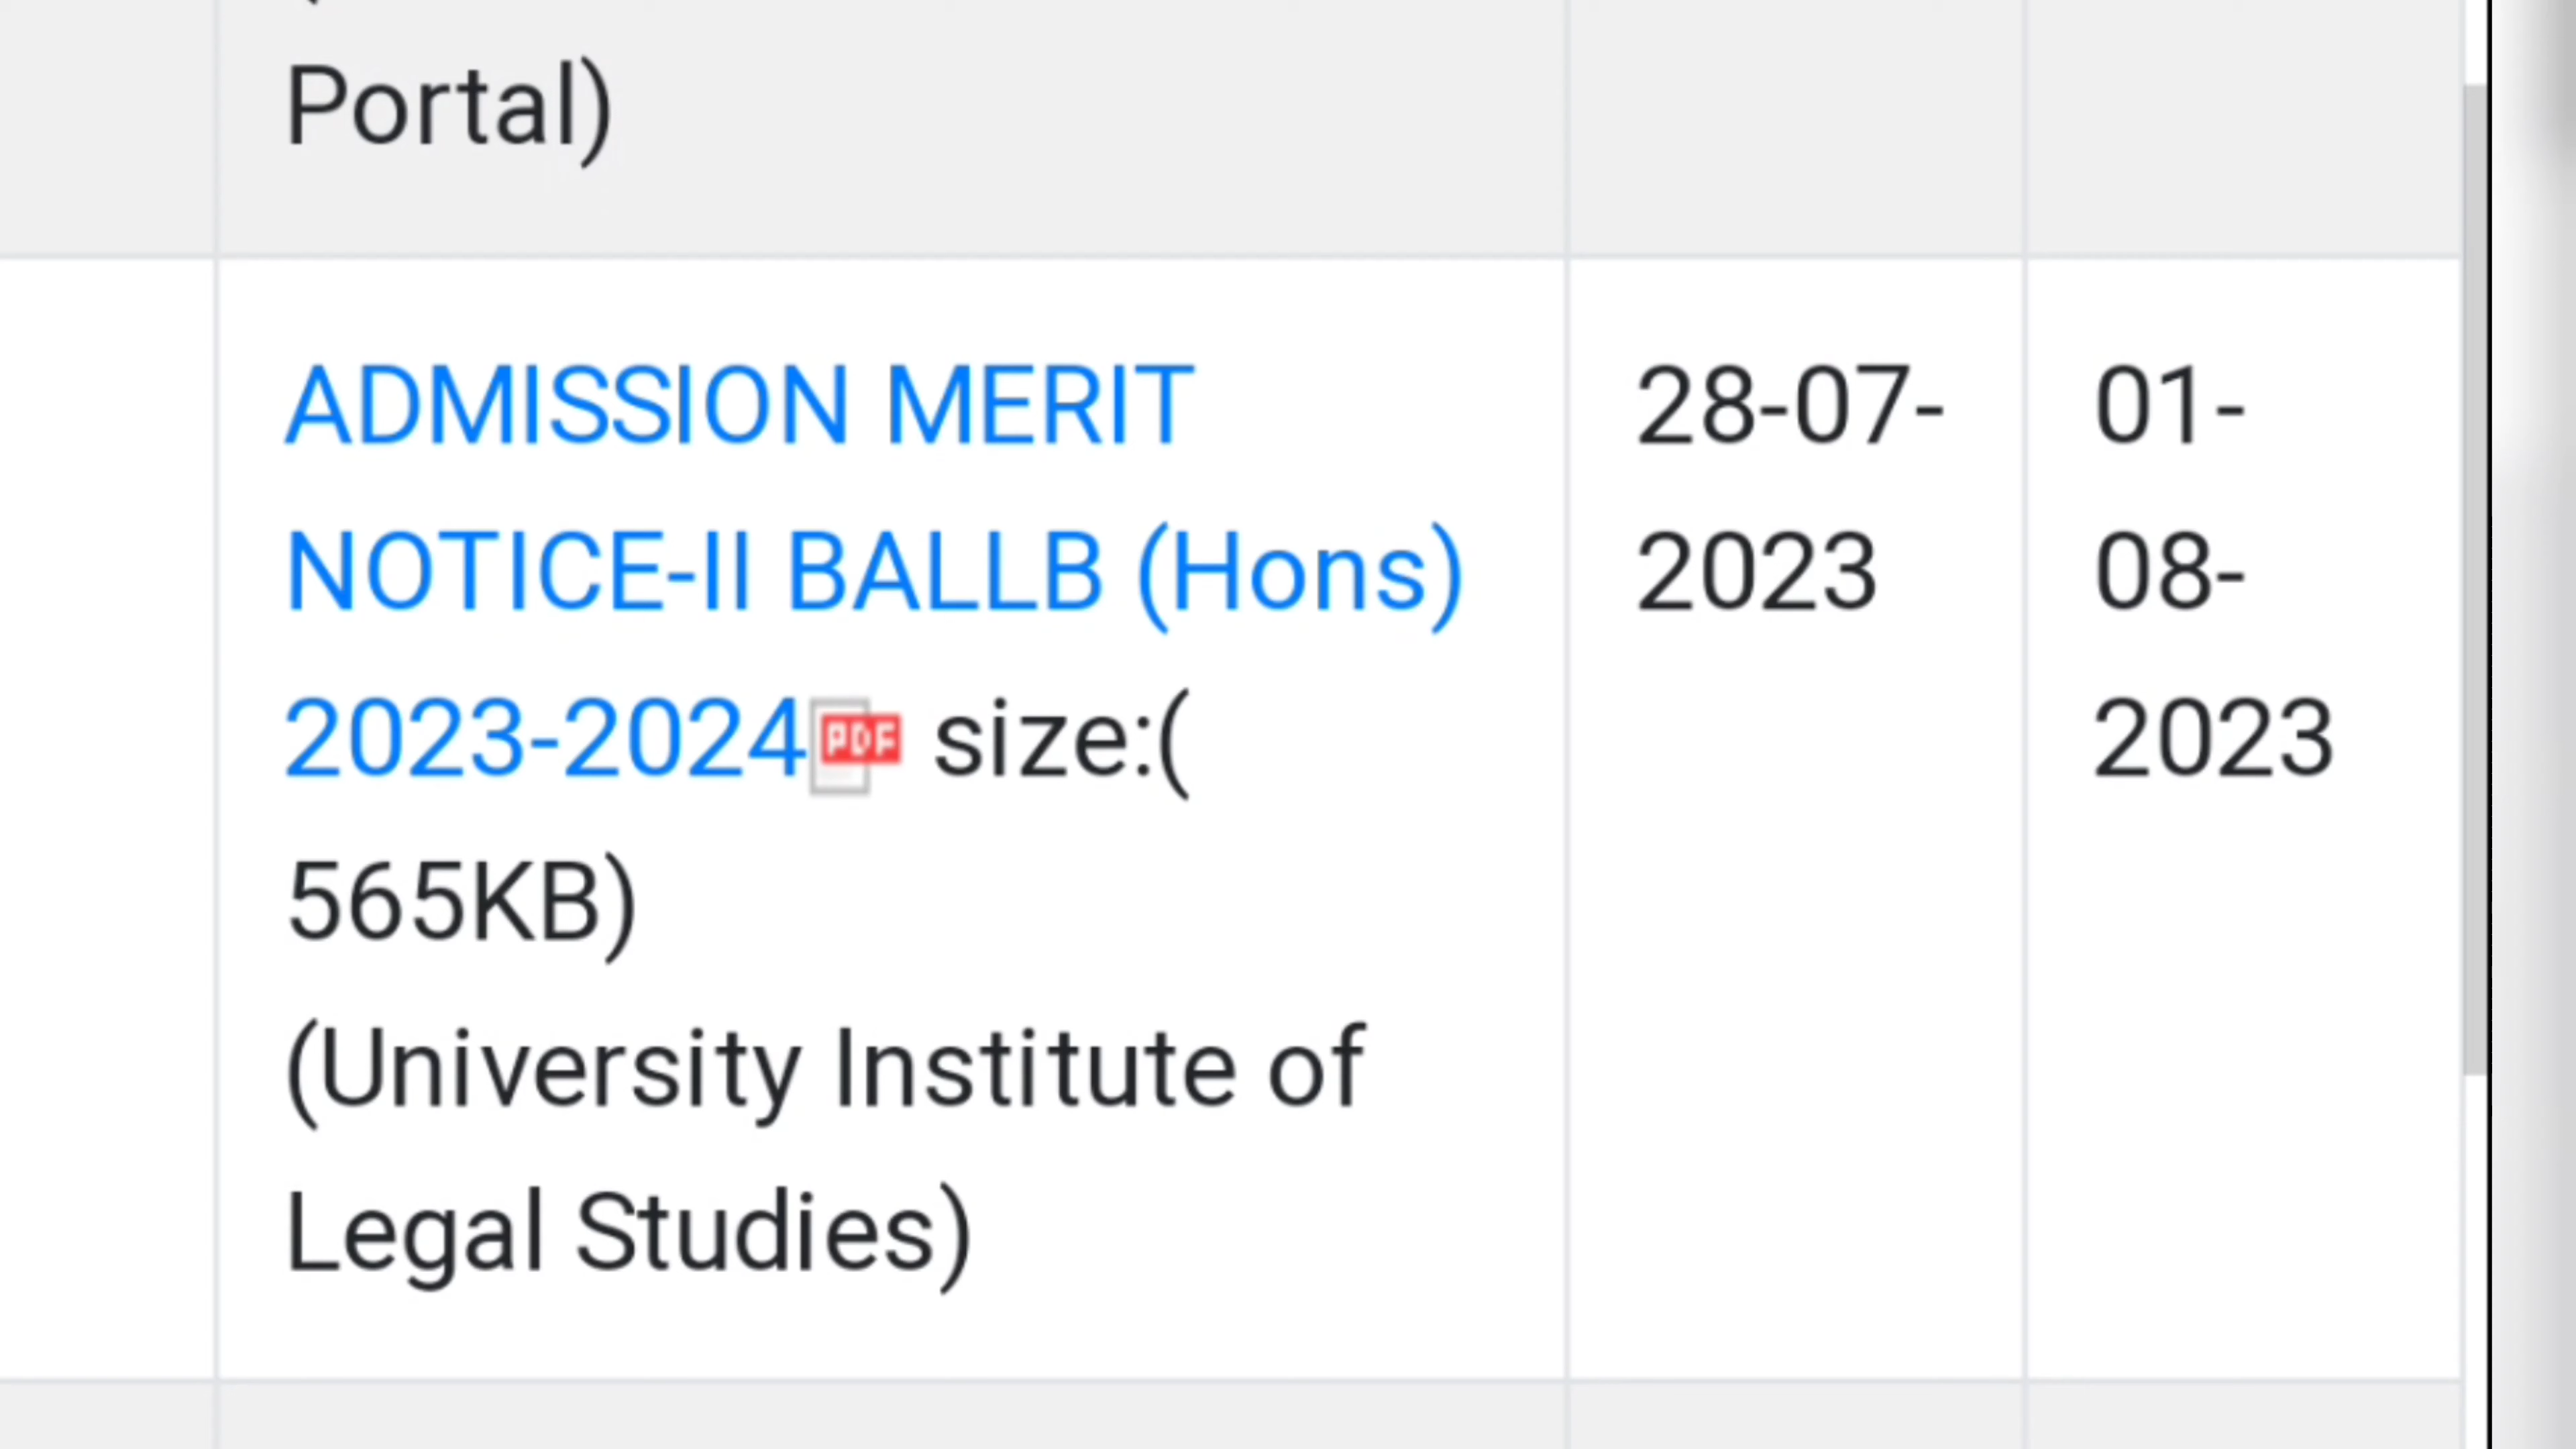 Portal)
ADMISSION MERIT
NOTICE-II BALLB (Hons)
2023-2024 PDF size:(
565KB)
(University Institute of
Legal Studies)
28-07-
2023
01-
08-
2023